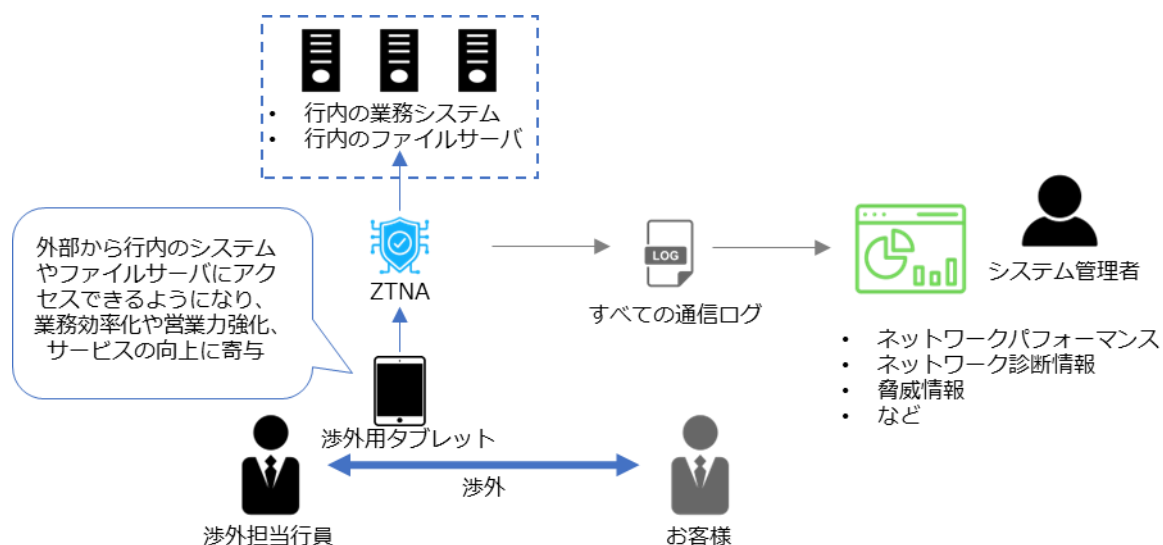 • 行内の業務システム
• 行内のファイルサーバ
外部から行内のシステム
やファイルサーバにアク
セスできるようになり、
業務効率化や営業力強化、
サービスの向上に寄与
ZTNA
LOG
すべての通信ログ
システム管理者
• ネットワークパフォーマンス
• ネットワーク診断情報
• 脅威情報
• など
渉外用タブレット
渉外
渉外担当行員
お客様